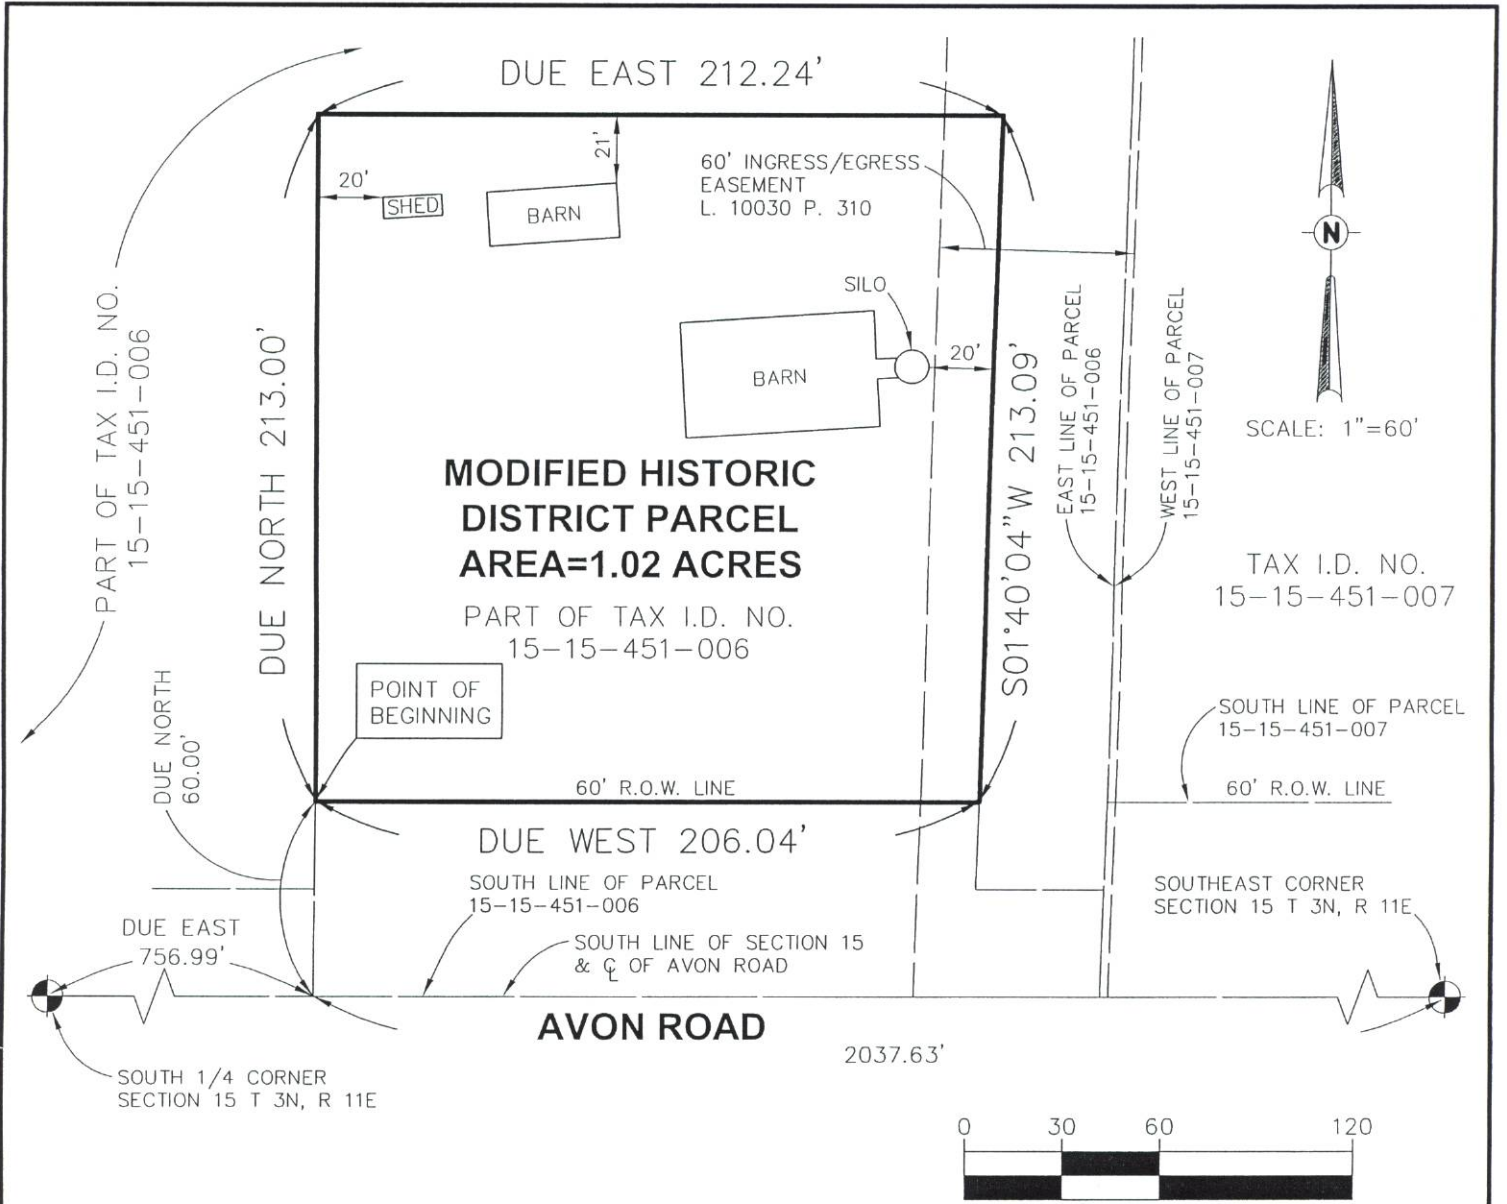 DUE EAST 212.24'
21'
20'
SHED
BARN
60' INGRESS/EGRESS
EASEMENT
L. 10030 P. 310
N
SILO
BARN
20'
SCALE: 1"=60'
PART OF TAX I.D. NO.
15-15-451-006
DUE NORTH 213.00'
S01°40'04"W 213.09'
EAST LINE OF PARCEL
15-15-451-006
WEST LINE OF PARCEL
15-15-451-007
MODIFIED HISTORIC
DISTRICT PARCEL
AREA=1.02 ACRES
PART OF TAX I.D. NO.
15-15-451-006
TAX I.D. NO.
15-15-451-007
POINT OF
BEGINNING
DUE NORTH
60.00'
SOUTH LINE OF PARCEL
15-15-451-007
60' R.O.W. LINE
60' R.O.W. LINE
DUE WEST 206.04'
SOUTH LINE OF PARCEL
15-15-451-006
SOUTHEAST CORNER
SECTION 15 T 3N, R 11E
DUE EAST
756.99'
SOUTH LINE OF SECTION 15
& ℄ OF AVON ROAD
AVON ROAD
2037.63'
SOUTH 1/4 CORNER
SECTION 15 T 3N, R 11E
0 30 60 120